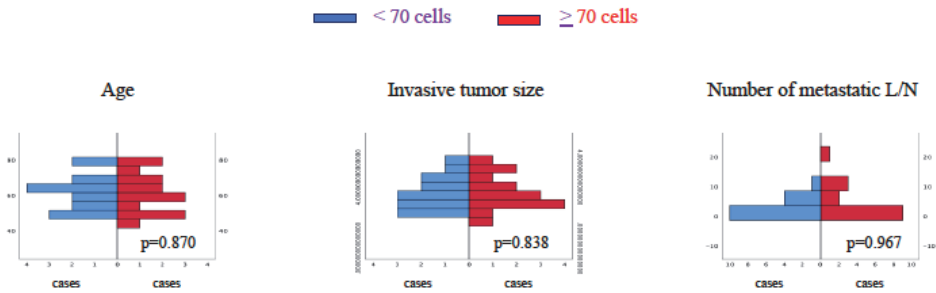 < 70 cells
≥ 70 cells
Age
80
60
40
80
60
40
p=0.870
4 3 2 1 0 1 2 3 4
cases
cases
Invasive tumor size
p=0.838
4 3 2 1 0 1 2 3 4
cases
cases
Number of metastatic L/N
20
10
0
-10
20
10
0
-10
p=0.967
10 8 6 4 2 0 2 4 6 8 10
cases
cases